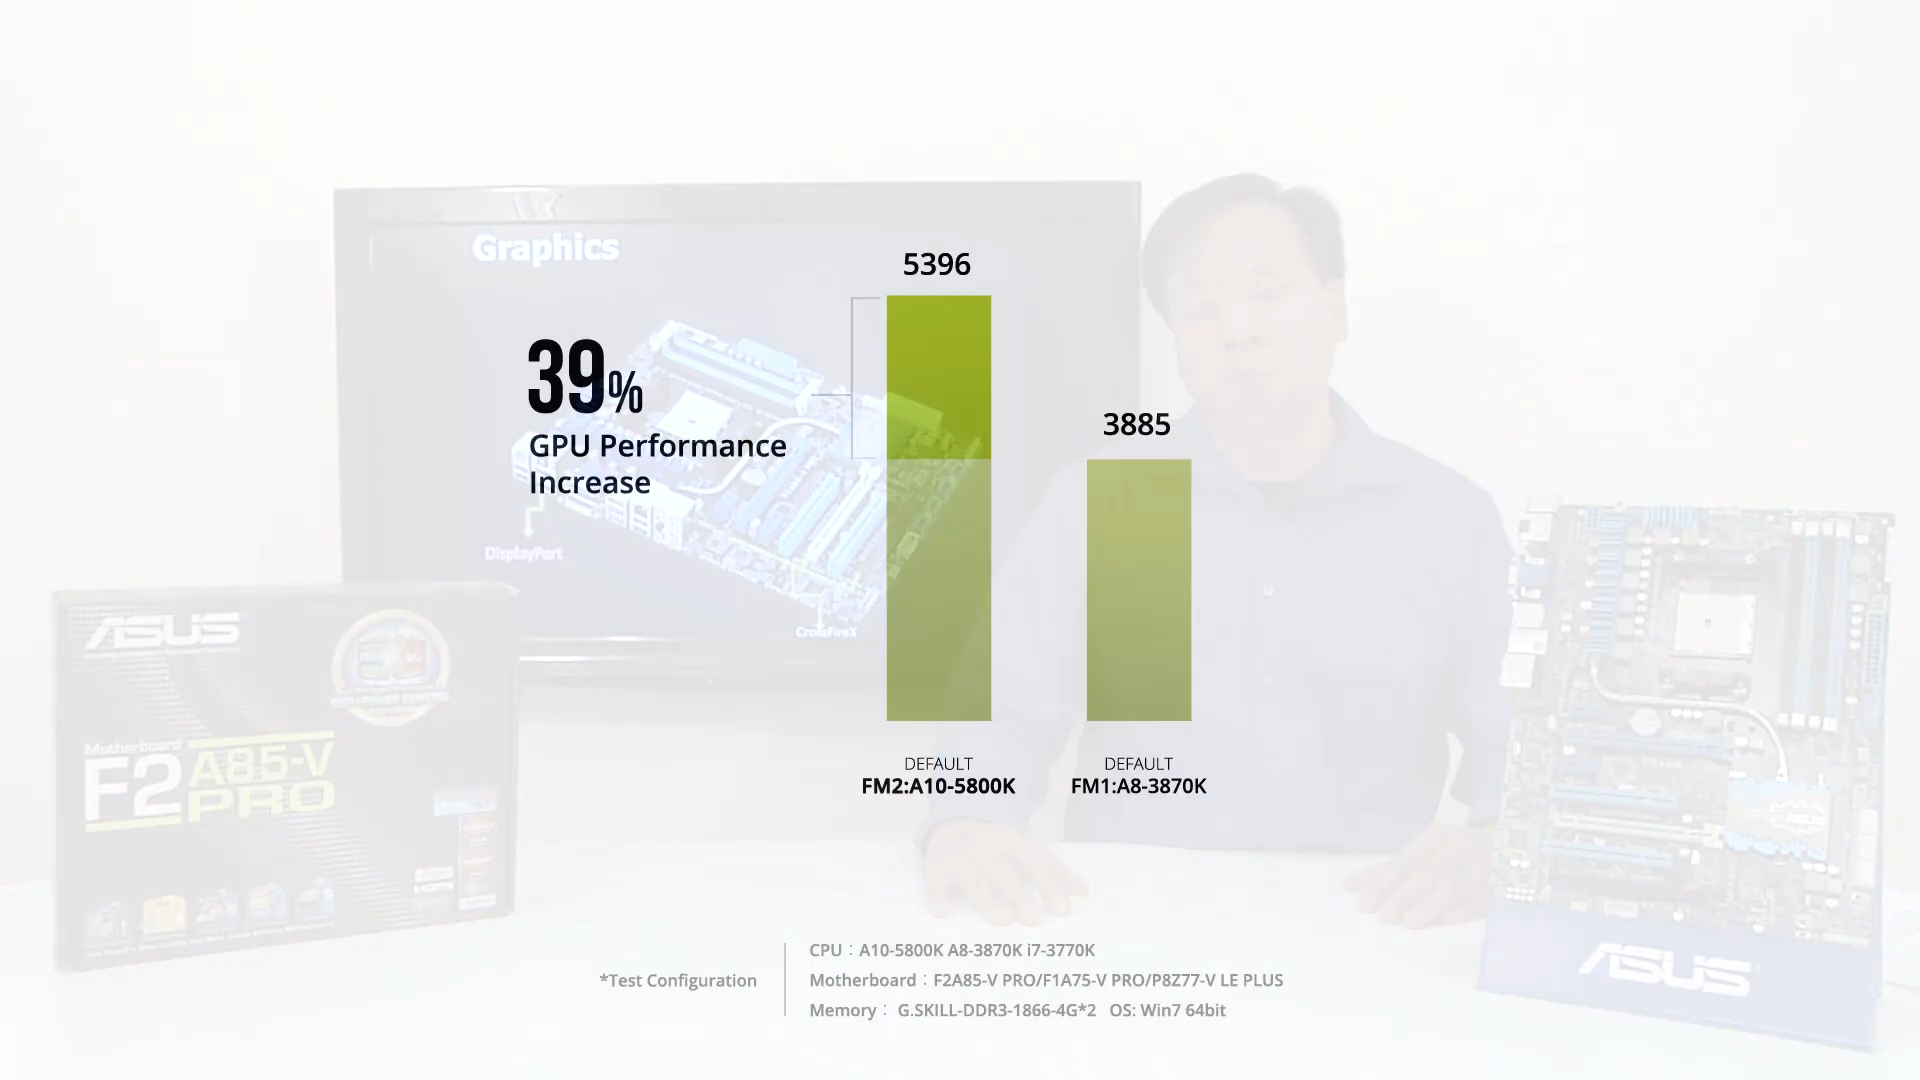 Graphics
5396
39%
GPU Performance
Increase
3885
DisplayPort
CrossFireX
ASUS
Motherboard
F2
A85-V
PRO
HDMI
DEFAULT
FM2:A10-5800K
DEFAULT
FM1:A8-3870K
*Test Configuration
CPU : A10-5800K A8-3870K i7-3770K
Motherboard : F2A85-V PRO/F1A75-V PRO/P8Z77-V LE PLUS
Memory : G.SKILL-DDR3-1866-4G*2 OS: Win7 64bit
ASUS